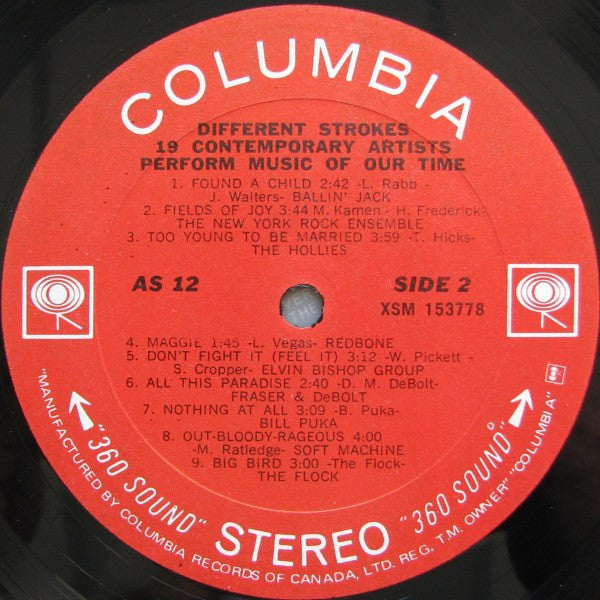 COLUMBIA
DIFFERENT STROKES
19 CONTEMPORARY ARTISTS
PERFORM MUSIC OF OUR TIME
1. FOUND A CHILD 2:42 -L. Rabb -
J. Walters- BALLIN' JACK
2. FIELDS OF JOY 3:44 M. Kamen - H. Frederick-
THE NEW YORK ROCK ENSEMBLE
3. TOO YOUNG TO BE MARRIED 3:59 -T. Hicks-
THE HOLLIES
AS 12
SIDE 2
XSM 153778
4. MAGGIE 1:45 -L. Vegas- REDBONE
5. DON'T FIGHT IT (FEEL IT) 3:12 -W. Pickett -
S. Cropper- ELVIN BISHOP GROUP
6. ALL THIS PARADISE 2:40 -D. M. DeBolt-
FRASER & DeBOLT
7. NOTHING AT ALL 3:09 -B. Puka-
BILL PUKA
8. OUT-BLOODY-RAGEOUS 4:00
-M. Ratledge- SOFT MACHINE
9. BIG BIRD 3:00 -The Flock-
THE FLOCK
"360 SOUND" STEREO "360 SOUND"
"MANUFACTURED BY COLUMBIA RECORDS OF CANADA, LTD. REG. T.M. OWNER" "COLUMBIA"